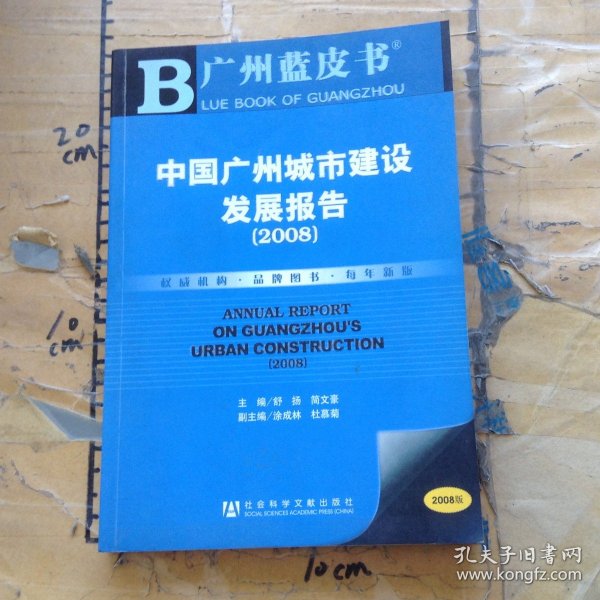 B 广州蓝皮书®
LUE BOOK OF GUANGZHOU
中国广州城市建设
发展报告
(2008)
权威机构·品牌图书·每年新版
ANNUAL REPORT
ON GUANGZHOU'S
URBAN CONSTRUCTION
(2008)
主 编/舒 扬 简文豪
副主编/涂成林 杜慕菊
社会科学文献出版社
SOCIAL SCIENCES ACADEMIC PRESS (CHINA)
2008版
20
cm
10
cm
10cm
孔夫子旧书网
www.kongfz.com